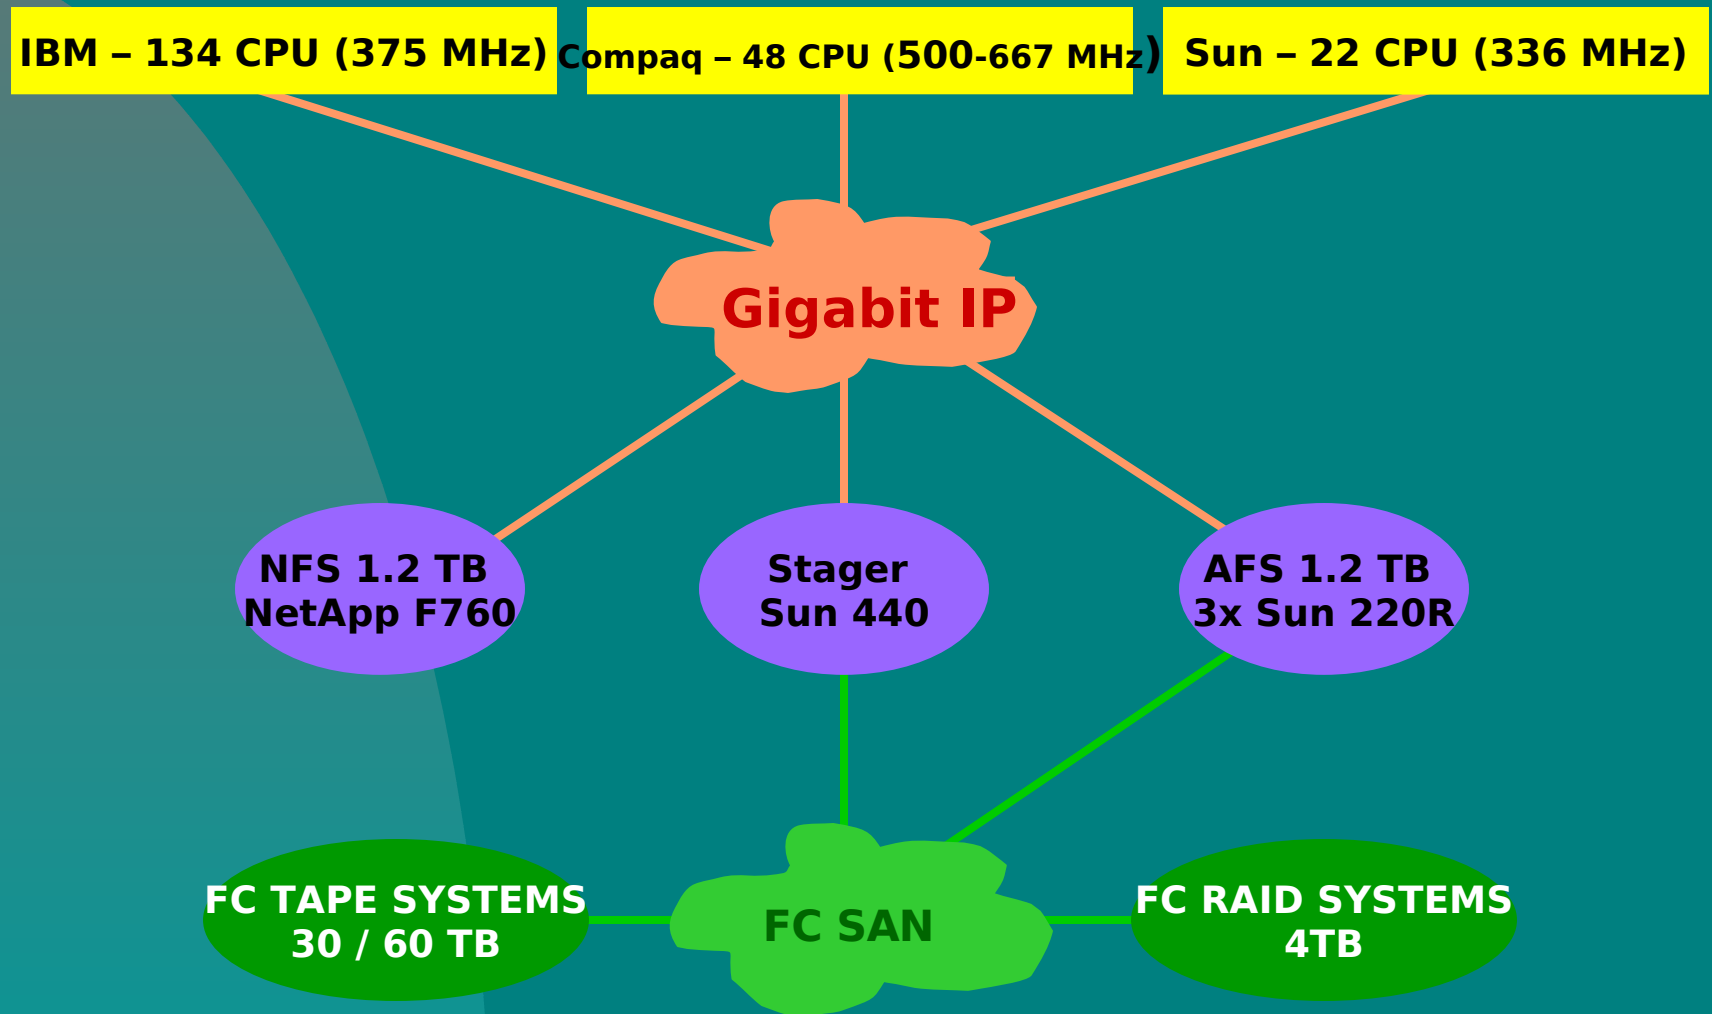 IBM – 134 CPU (375 MHz)
Compaq – 48 CPU (500-667 MHz)
Sun – 22 CPU (336 MHz)
Gigabit IP
NFS 1.2 TB
NetApp F760
Stager
Sun 440
AFS 1.2 TB
3x Sun 220R
FC TAPE SYSTEMS
30 / 60 TB
FC SAN
FC RAID SYSTEMS
4TB